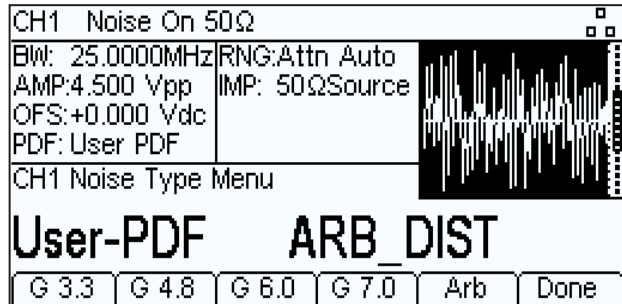 CH1 Noise On 50Ω
BW: 25.0000MHz RNG:Attn Auto
AMP:4.500 Vpp IMP: 50ΩSource
OFS:+0.000 Vdc
PDF: User PDF
CH1 Noise Type Menu
User-PDF ARB_DIST
G 3.3 G 4.8 G 6.0 G 7.0 Arb Done